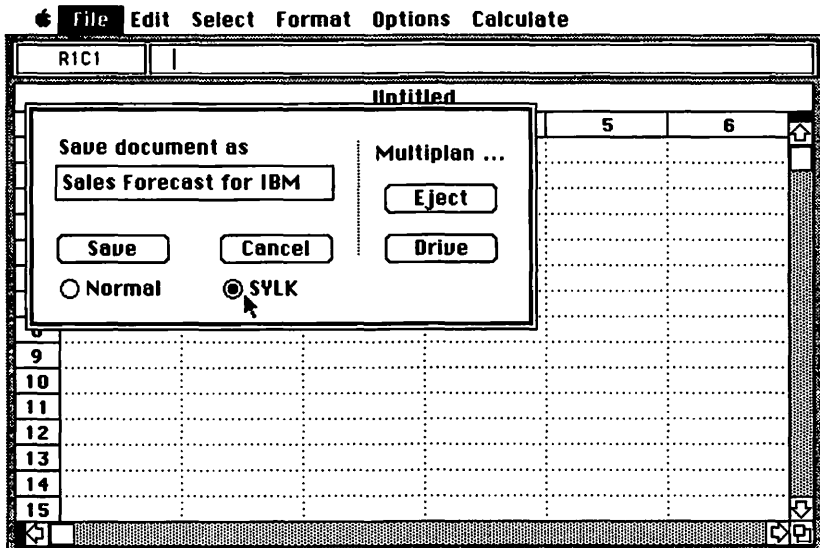 File Edit Select Format Options Calculate
R1C1
Untitled
5 6
Save document as
Multiplan ...
Sales Forecast for IBM
Eject
Save Cancel Drive
Normal SYLK
9
10
11
12
13
14
15